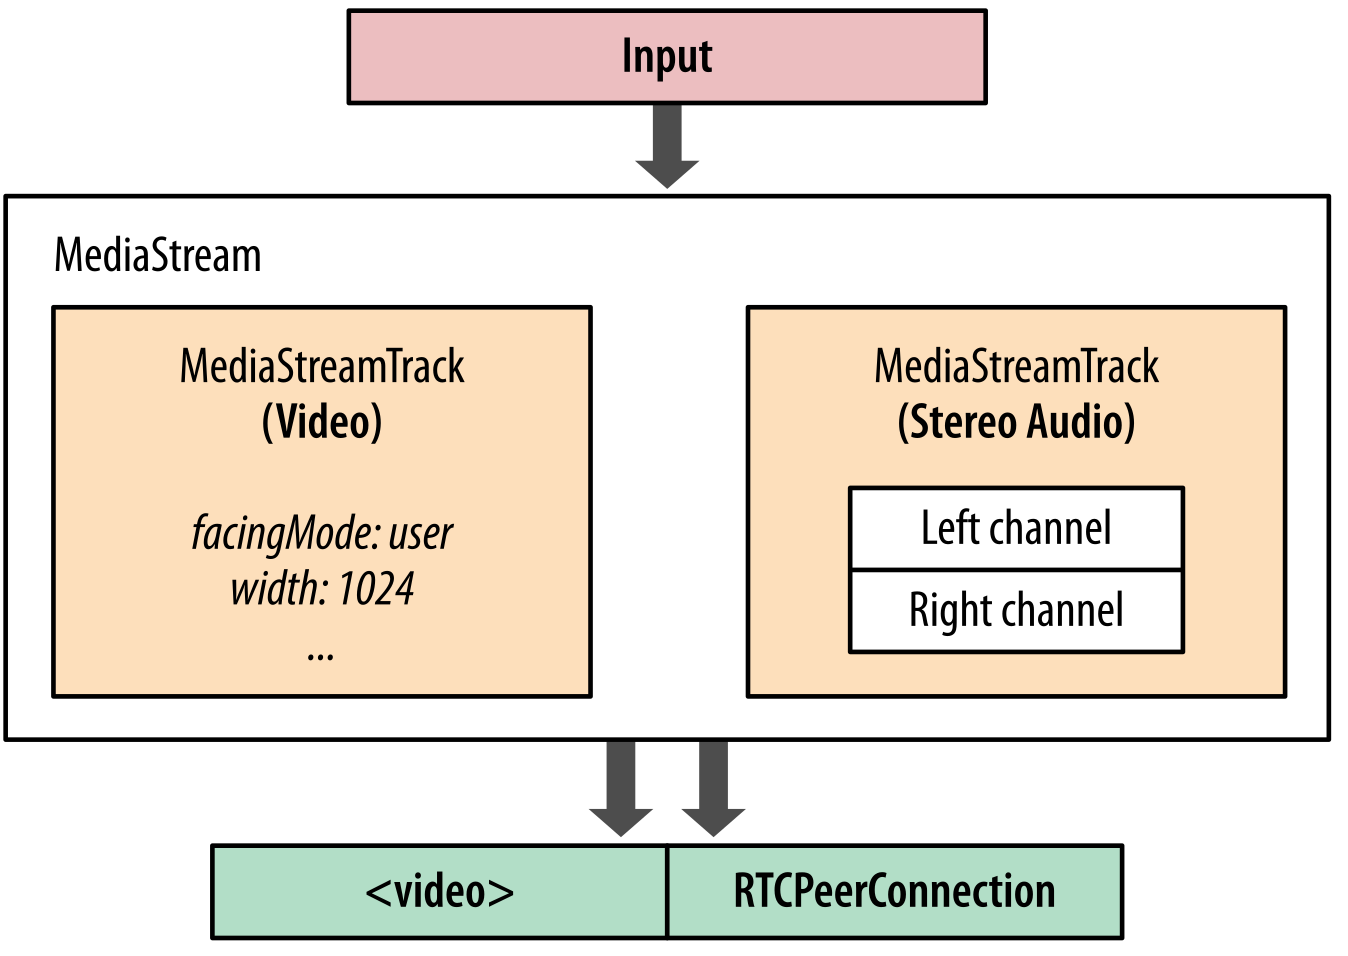 Input
MediaStream
MediaStreamTrack
(Video)
facingMode: user
width: 1024
...
MediaStreamTrack
(Stereo Audio)
Left channel
Right channel
<video>
RTCPeerConnection